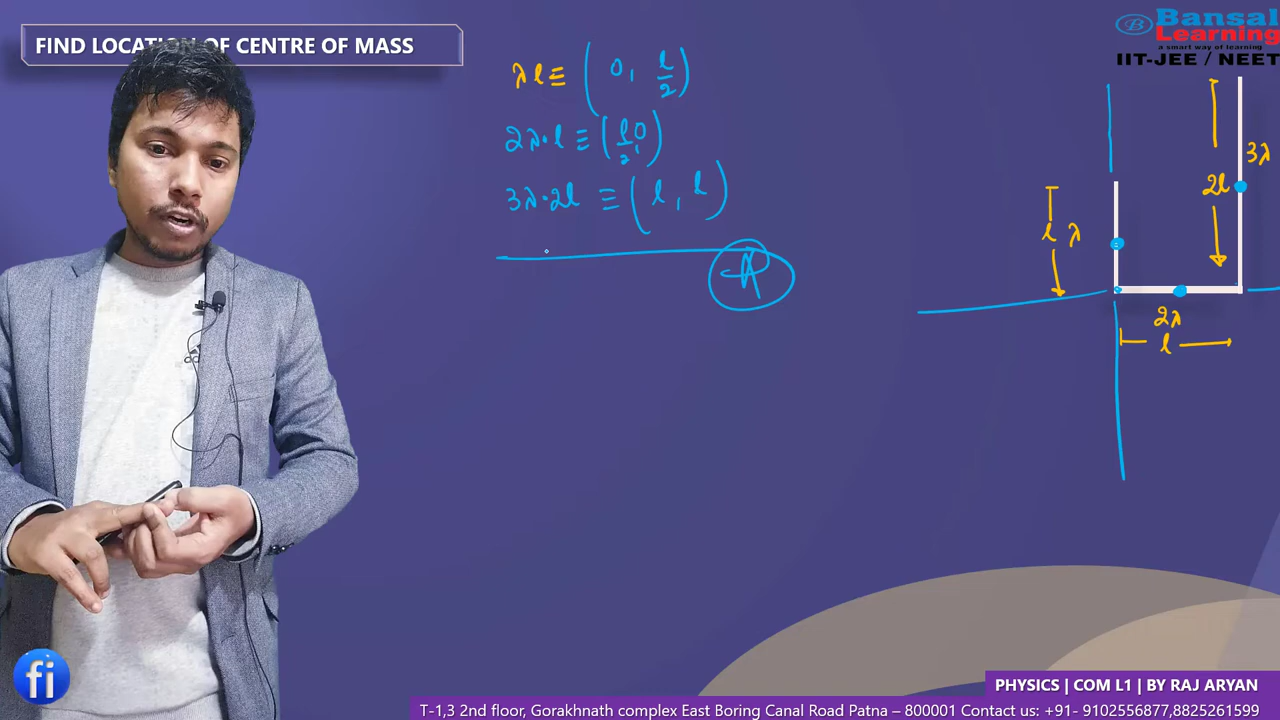 FIND LOCATION OF CENTRE OF MASS
Bansal
Learning
a smart way of learning
IIT-JEE / NEET
λl ≡ (0, l/2)
2λ·l ≡ (l/2, 0)
3λ·2l ≡ (l, l)
3λ
2l
l λ
2λ
l
fi
PHYSICS | COM L1 | BY RAJ ARYAN
T-1,3 2nd floor, Gorakhnath complex East Boring Canal Road Patna – 800001 Contact us: +91- 9102556877,8825261599